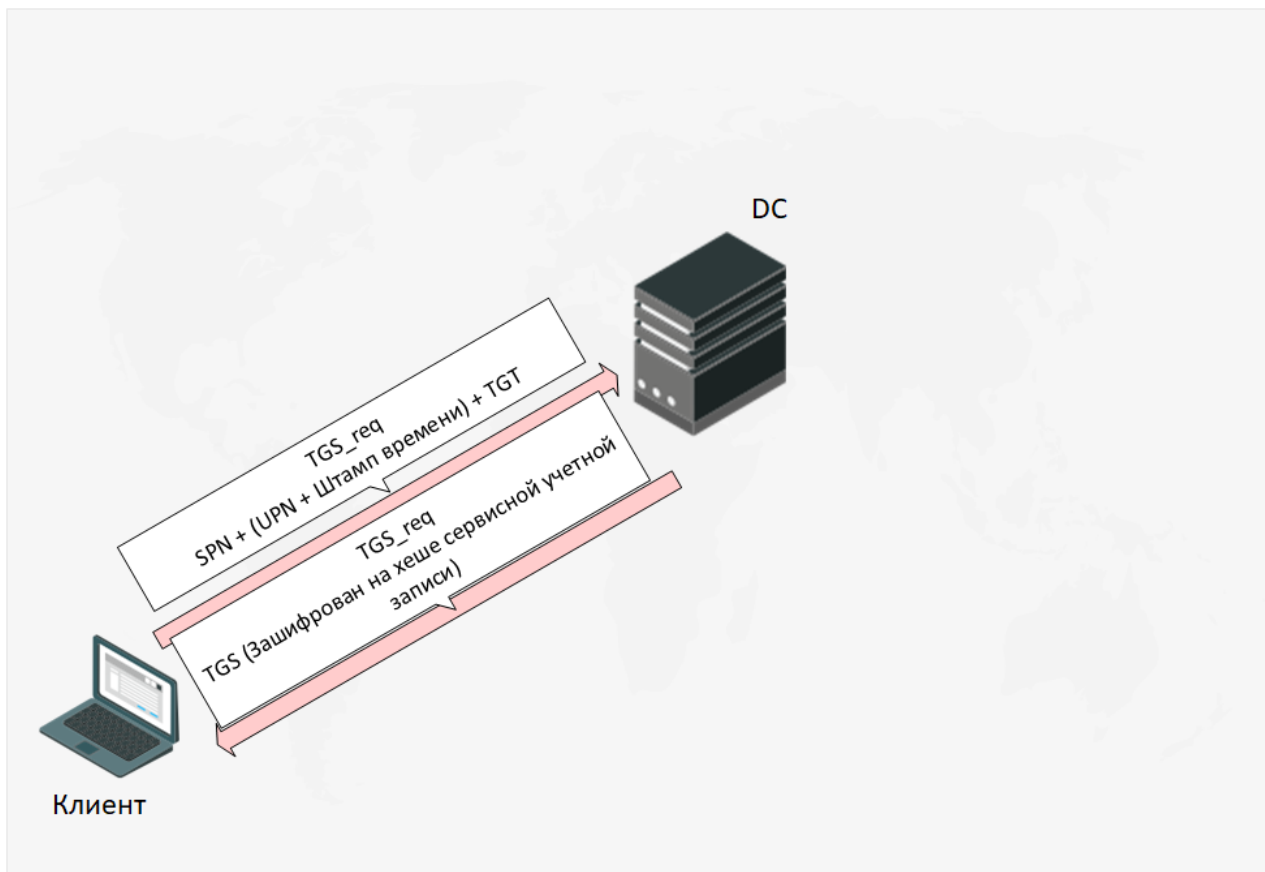 DC
TGS_req
SPN + (UPN + Штамп времени) + TGT
TGS_req
TGS (Зашифрован на хеше сервисной учетной
записи)
Клиент